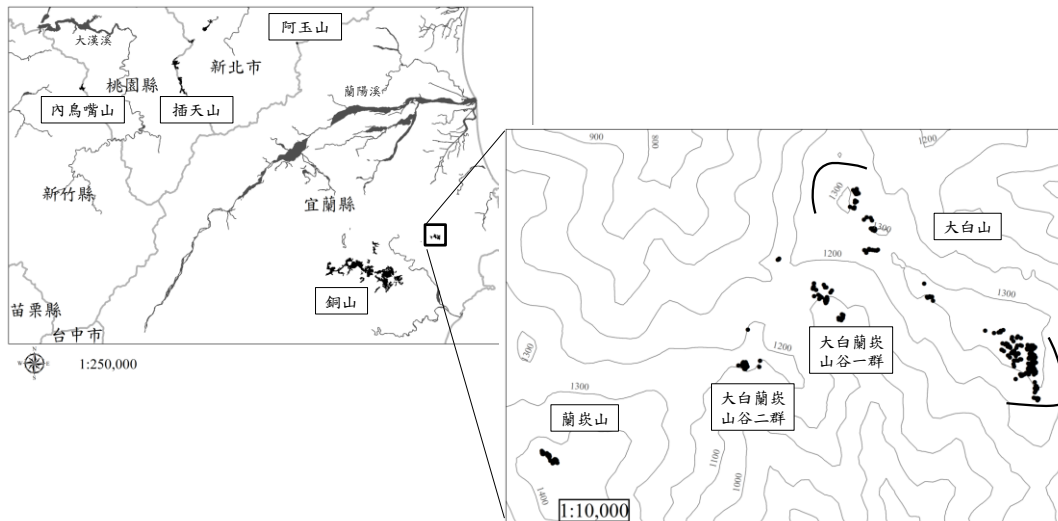 大漢溪
阿玉山
新北市
桃園縣
內鳥嘴山
插天山
蘭陽溪
新竹縣
宜蘭縣
銅山
苗栗縣
台中市
N
W
E
S
1:250,000
900
800
1200
0
1300
1300
大白山
1200
1300
大白蘭崁
山谷一群
1300
1200
1300
大白蘭崁
山谷二群
蘭崁山
1100
1000
1400
1:10,000